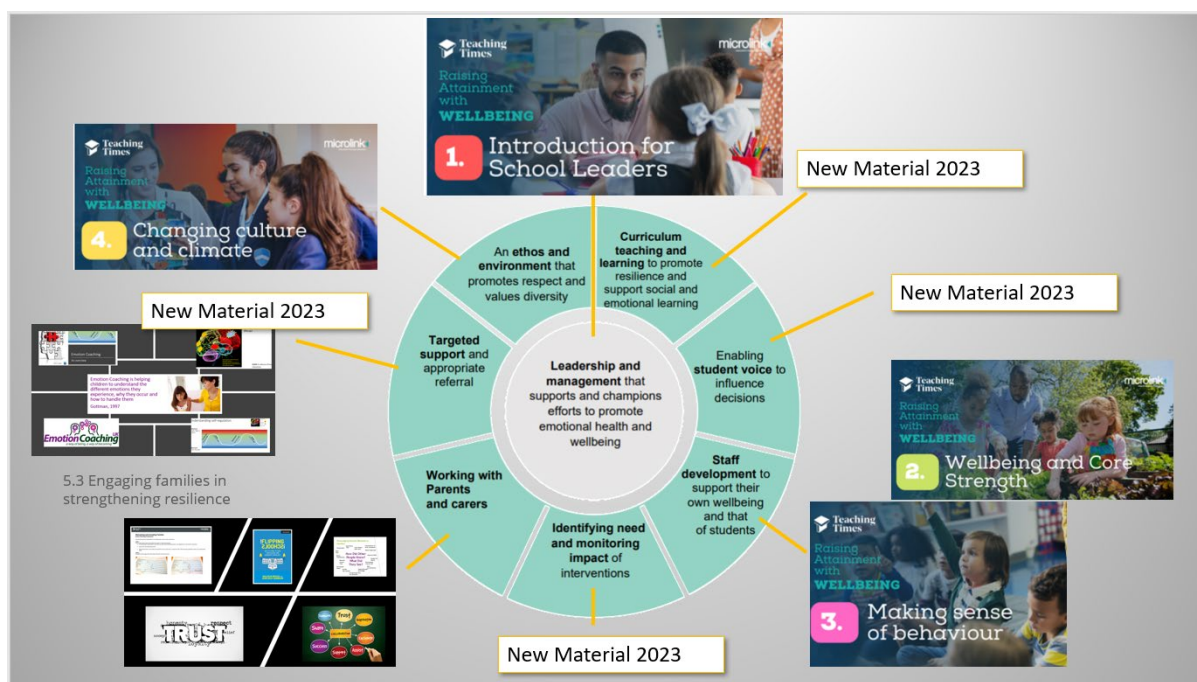 Teaching
Times
microlink
Raising
Attainment
with
WELLBEING
1.
Introduction for
School Leaders
Teaching
Times
microlink
Raising
Attainment
with
WELLBEING
4.
Changing culture
and climate
New Material 2023
New Material 2023
New Material 2023
An ethos and
environment that
promotes respect and
values diversity
Curriculum
teaching and
learning to promote
resilience and
support social and
emotional learning
Targeted
support and
appropriate
referral
Enabling
student voice to
influence
decisions
Leadership and
management that
supports and champions
efforts to promote
emotional health and
wellbeing
Working with
Parents
and carers
Identifying need
and monitoring
impact of
interventions
Staff
development to
support their
own wellbeing
and that
of students
Emotion Coaching
Emotion Coaching is helping
children to understand the
different emotions they
experience, why they occur and
how to handle them
Gottman, 1997
EmotionCoaching
5.3 Engaging families in
strengthening resilience
Teaching
Times
microlink
Raising
Attainment
with
WELLBEING
2.
Wellbeing and Core
Strength
Teaching
Times
Raising
Attainment
with
WELLBEING
3.
Making sense
of behaviour
TRUST
respect
Trust
New Material 2023